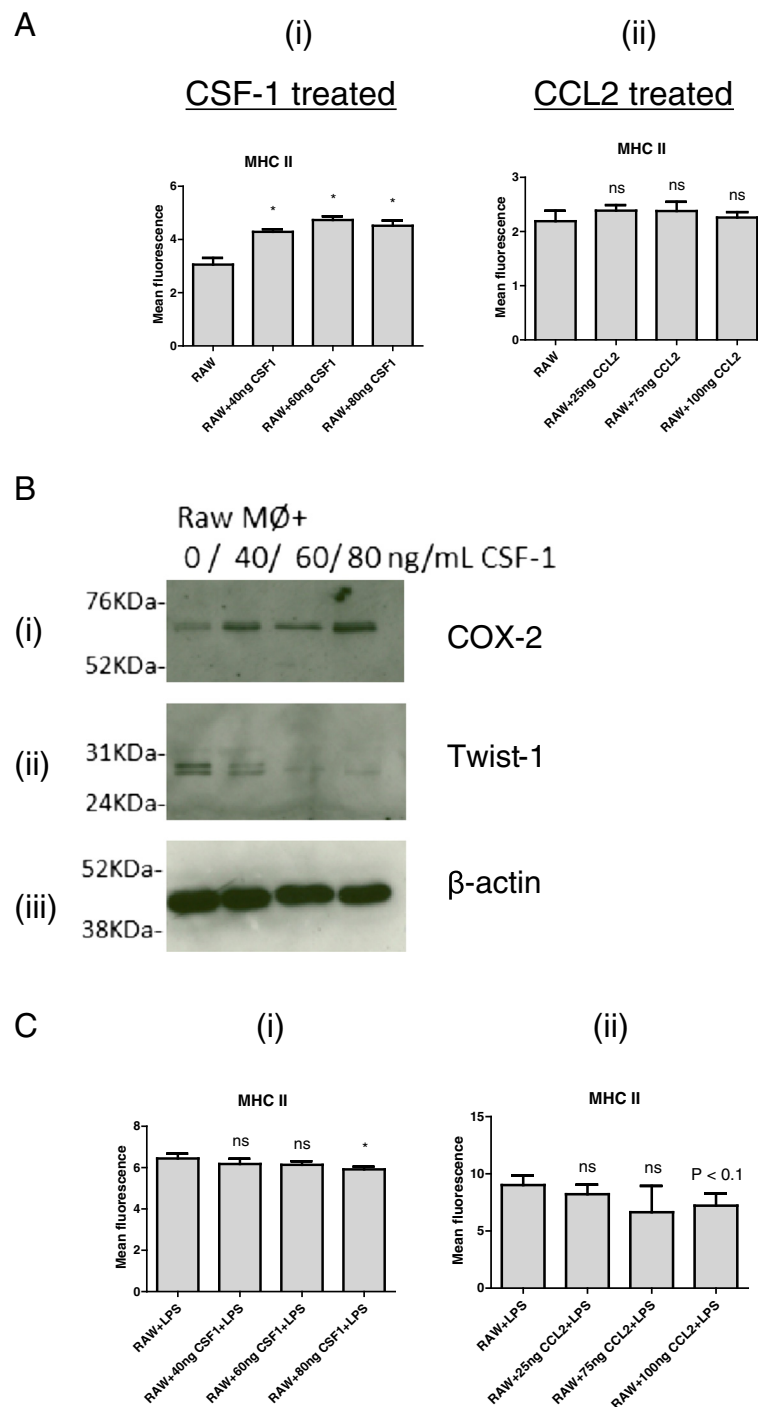 A
(i)
(ii)
CSF-1 treated
CCL2 treated
MHC II
Mean fluorescence
6
4
2
0
*
*
*
RAW
RAW+40ng CSF1
RAW+60ng CSF1
RAW+80ng CSF1
MHC II
Mean fluorescence
3
2
1
0
ns
ns
ns
RAW
RAW+25ng CCL2
RAW+75ng CCL2
RAW+100ng CCL2
B
Raw MØ+
0 / 40/ 60/ 80 ng/mL CSF-1
(i)
76KDa-
52KDa-
COX-2
(ii)
31KDa-
24KDa-
Twist-1
(iii)
52KDa-
38KDa-
β-actin
C
(i)
(ii)
MHC II
Mean fluorescence
8
6
4
2
0
ns
ns
*
RAW+LPS
RAW+40ng CSF1+LPS
RAW+60ng CSF1+LPS
RAW+80ng CSF1+LPS
MHC II
Mean fluorescence
15
10
5
0
ns
ns
P < 0.1
RAW+LPS
RAW+25ng CCL2+LPS
RAW+75ng CCL2+LPS
RAW+100ng CCL2+LPS